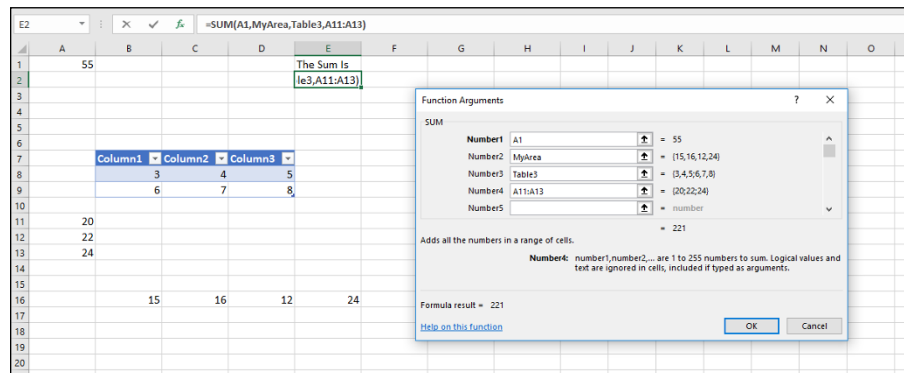 E2 fx =SUM(A1,MyArea,Table3,A11:A13)
A B C D E F G H I J K L M N O
1 55 The Sum Is
2 le3,A11:A13)
3
4
5
6
7 Column1 Column2 Column3
8 3 4 5
9 6 7 8
10
11 20
12 22
13 24
14
15
16 15 16 12 24
17
18
19
20
Function Arguments ? ×
SUM
Number1 A1 = 55
Number2 MyArea = {15,16,12,24}
Number3 Table3 = {3,4,5;6,7,8}
Number4 A11:A13 = {20;22;24}
Number5 = number
= 221
Adds all the numbers in a range of cells.
Number4: number1,number2,... are 1 to 255 numbers to sum. Logical values and
text are ignored in cells, included if typed as arguments.
Formula result = 221
Help on this function OK Cancel